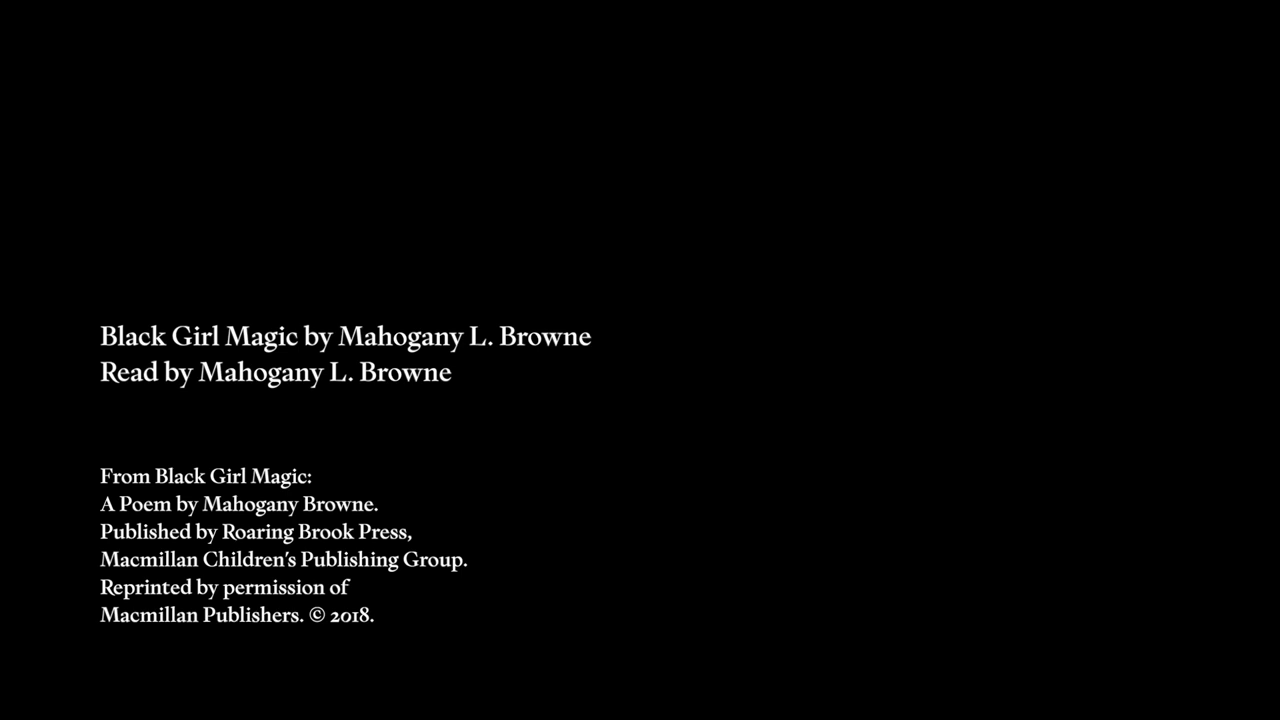 Black Girl Magic by Mahogany L. Browne
Read by Mahogany L. Browne
From Black Girl Magic:
A Poem by Mahogany Browne.
Published by Roaring Brook Press,
Macmillan Children's Publishing Group.
Reprinted by permission of
Macmillan Publishers. © 2018.